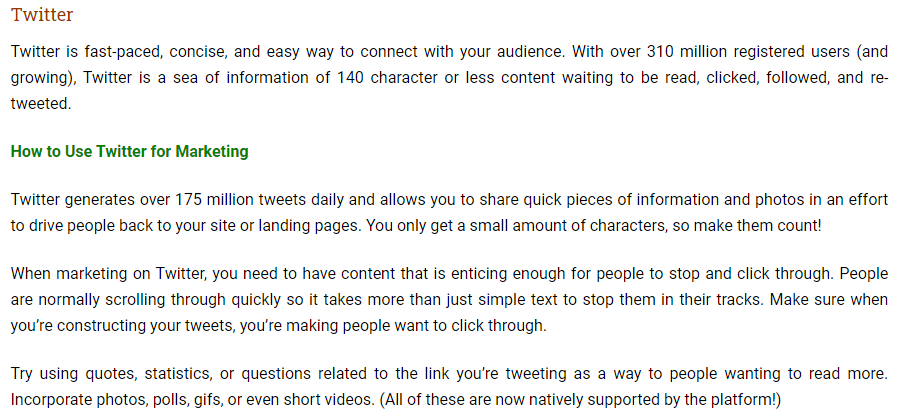 Twitter
Twitter is fast-paced, concise, and easy way to connect with your audience. With over 310 million registered users (and
growing), Twitter is a sea of information of 140 character or less content waiting to be read, clicked, followed, and re-
tweeted.
How to Use Twitter for Marketing
Twitter generates over 175 million tweets daily and allows you to share quick pieces of information and photos in an effort
to drive people back to your site or landing pages. You only get a small amount of characters, so make them count!
When marketing on Twitter, you need to have content that is enticing enough for people to stop and click through. People
are normally scrolling through quickly so it takes more than just simple text to stop them in their tracks. Make sure when
you’re constructing your tweets, you’re making people want to click through.
Try using quotes, statistics, or questions related to the link you’re tweeting as a way to people wanting to read more.
Incorporate photos, polls, gifs, or even short videos. (All of these are now natively supported by the platform!)